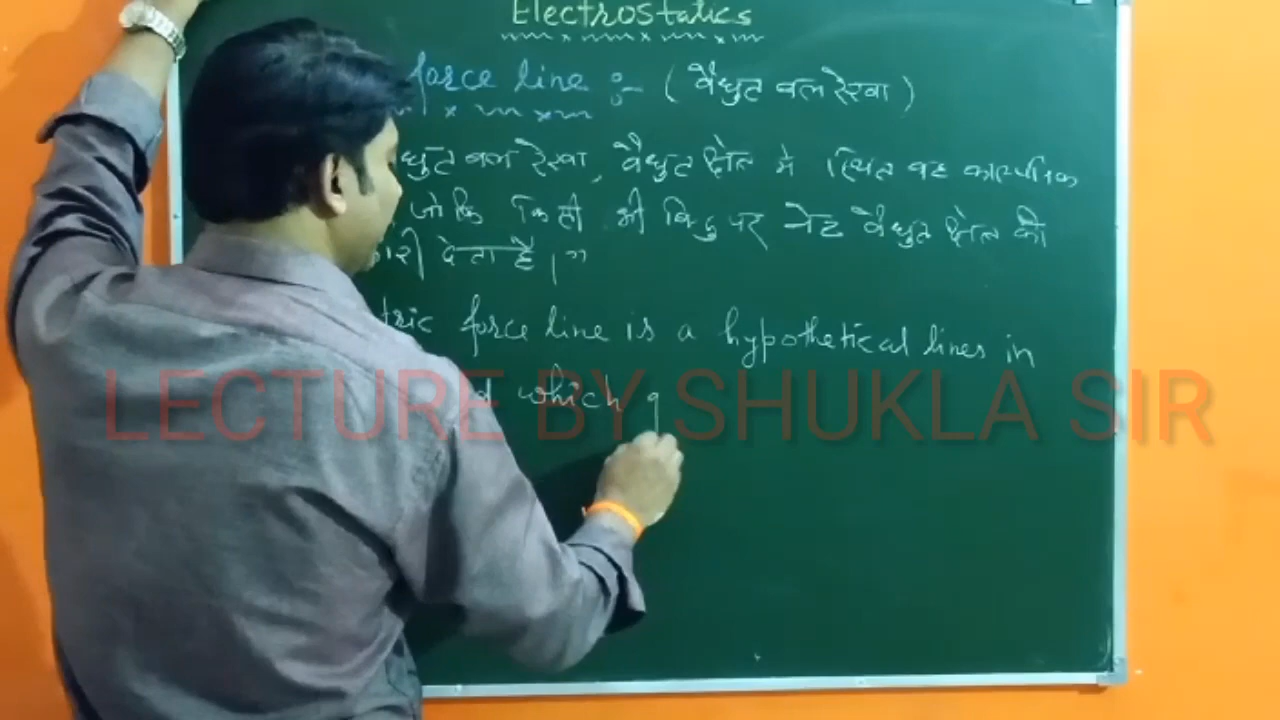 Electrostatics
force line :- ( वैधुत बल रेखा )
धुत बल रेखा, वैधुत क्षेत्र मे स्थित वह काल्पनिक
जो कि किसी भी बिंदु पर नेट वैधुत क्षेत्र की
री देता है।"
tric force line is a hypothetical lines in
d which g
LECTURE BY SHUKLA SIR